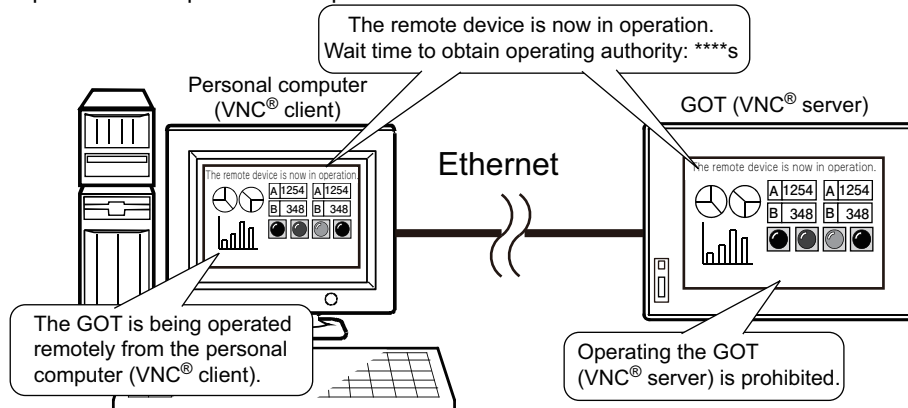 The remote device is now in operation.
Wait time to obtain operating authority: ****s
Personal computer
(VNC® client)
GOT (VNC® server)
Ethernet
The remote device is now in operation.
A 1254 A 1254
B 348 B 348
The remote device is now in operation.
A 1254 A 1254
B 348 B 348
The GOT is being operated
remotely from the personal
computer (VNC® client).
Operating the GOT
(VNC® server) is prohibited.